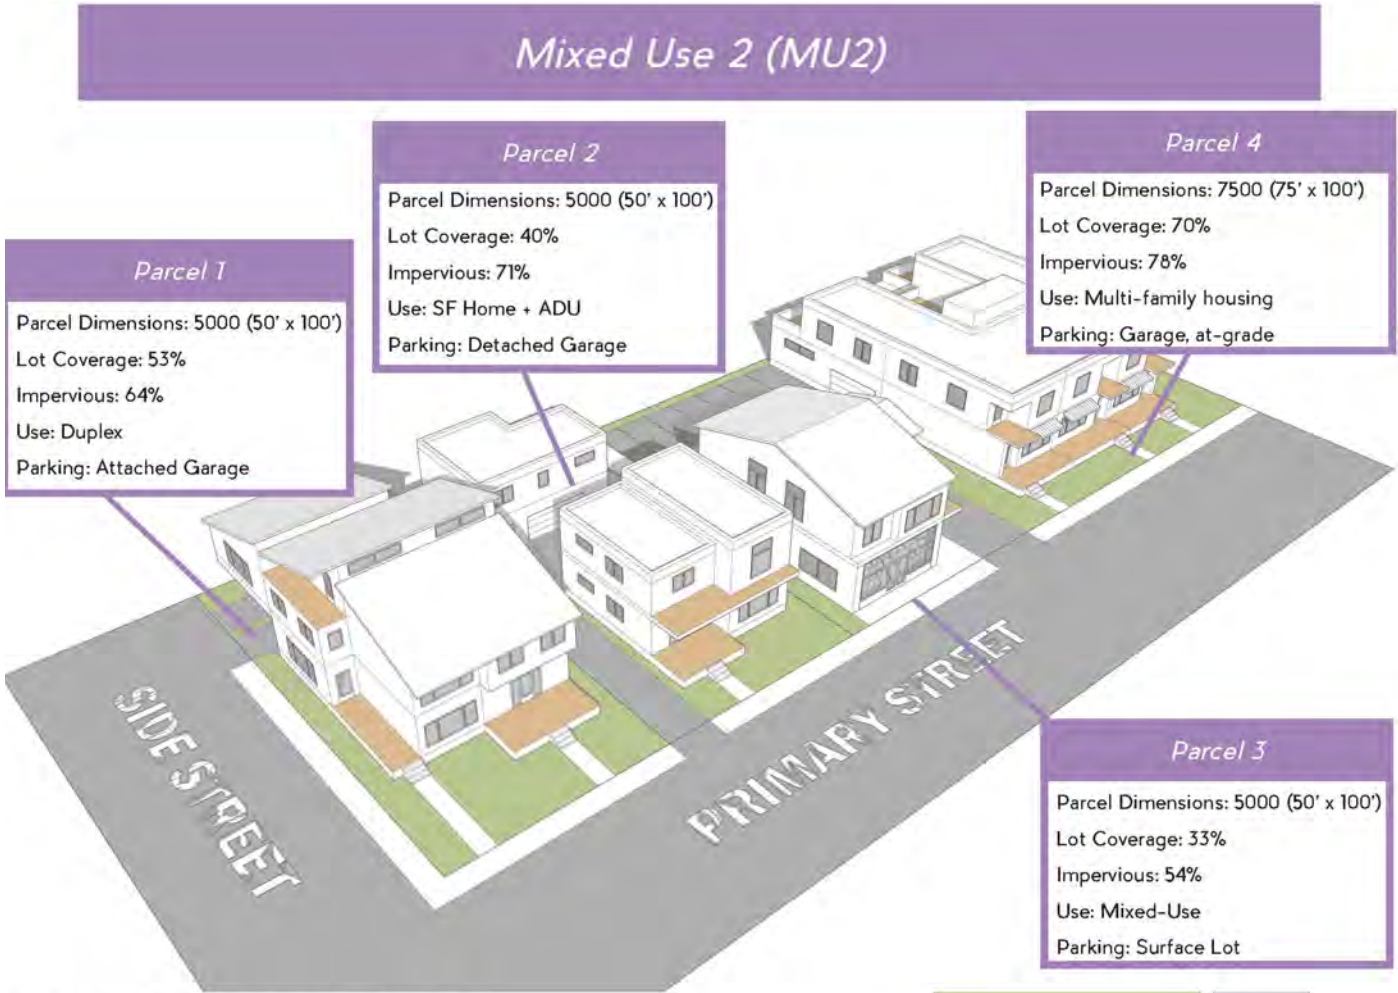 Mixed Use 2 (MU2)
Parcel 1
Parcel Dimensions: 5000 (50' x 100')
Lot Coverage: 53%
Impervious: 64%
Use: Duplex
Parking: Attached Garage
Parcel 2
Parcel Dimensions: 5000 (50' x 100')
Lot Coverage: 40%
Impervious: 71%
Use: SF Home + ADU
Parking: Detached Garage
Parcel 4
Parcel Dimensions: 7500 (75' x 100')
Lot Coverage: 70%
Impervious: 78%
Use: Multi-family housing
Parking: Garage, at-grade
SIDE STREET
PRIMARY STREET
Parcel 3
Parcel Dimensions: 5000 (50' x 100')
Lot Coverage: 33%
Impervious: 54%
Use: Mixed-Use
Parking: Surface Lot